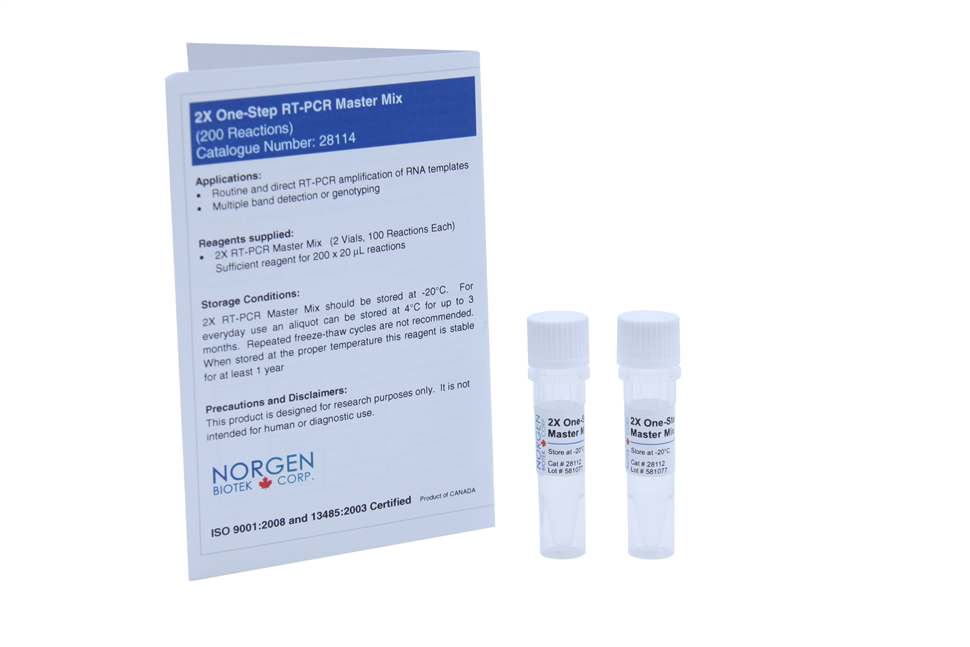 2X One-Step RT-PCR Master Mix
(200 Reactions)
Catalogue Number: 28114
Applications:
• Routine and direct RT-PCR amplification of RNA templates
• Multiple band detection or genotyping
Reagents supplied:
• 2X RT-PCR Master Mix (2 Vials, 100 Reactions Each)
Sufficient reagent for 200 x 20 µL reactions
Storage Conditions:
2X RT-PCR Master Mix should be stored at -20°C. For
everyday use an aliquot can be stored at 4°C for up to 3
months. Repeated freeze-thaw cycles are not recommended.
When stored at the proper temperature this reagent is stable
for at least 1 year
Precautions and Disclaimers:
This product is designed for research purposes only. It is not
intended for human or diagnostic use.
NORGEN
BIOTEK CORP.
ISO 9001:2008 and 13485:2003 Certified
Product of CANADA
NORGEN
BIOTEK CORP.
2X One-S
Master M
Store at -20°C
Cat # 28112
Lot # 581077
2X One-Ste
Master Mix
Store at -20°C
Cat # 28112
Lot # 581077